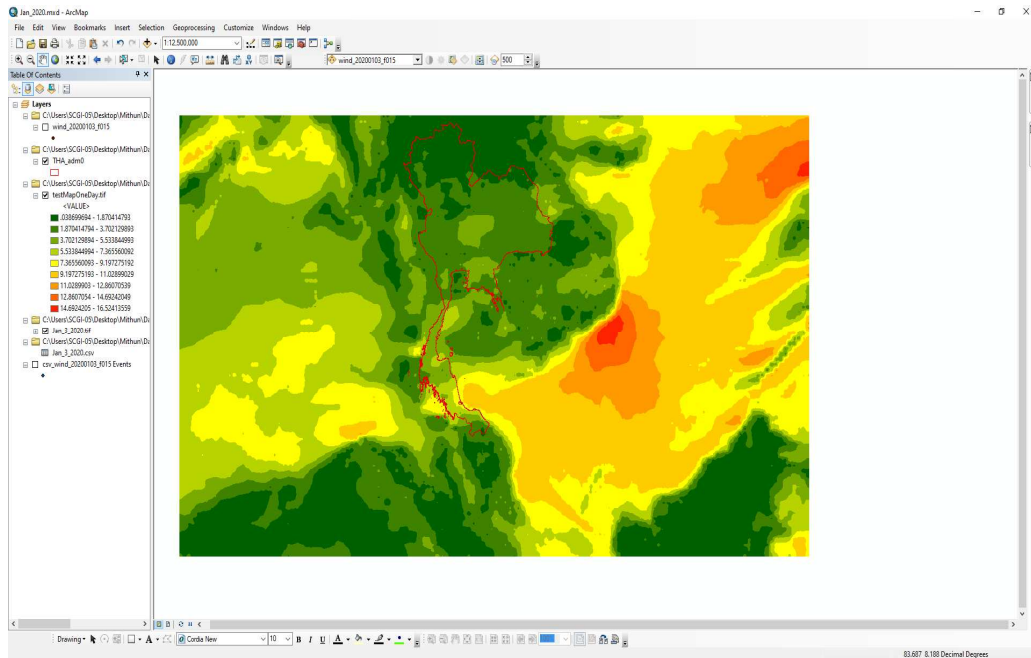 Jan_2020.mxd - ArcMap
File Edit View Bookmarks Insert Selection Geoprocessing Customize Windows Help
1:12,500,000
wind_20200103_f015 500
Table Of Contents
Layers
C:\Users\SCGI-05\Desktop\Mithun\Da
wind_20200103_f015
C:\Users\SCGI-05\Desktop\Mithun\Da
THA_adm0
C:\Users\SCGI-05\Desktop\Mithun\Da
testMapOneDay.tif
<VALUE>
.038699694 - 1.870414793
1.870414794 - 3.702129893
3.702129894 - 5.533844993
5.533844994 - 7.365560092
7.365560093 - 9.197275192
9.197275193 - 11.02899029
11.0289903 - 12.86070539
12.8607054 - 14.69242049
14.6924205 - 16.52413559
C:\Users\SCGI-05\Desktop\Mithun\Da
Jan_3_2020.tif
C:\Users\SCGI-05\Desktop\Mithun\Da
Jan_3_2020.csv
csv_wind_20200103_f015 Events
Drawing A Cordia New 10 B I U A
83.687 8.188 Decimal Degrees